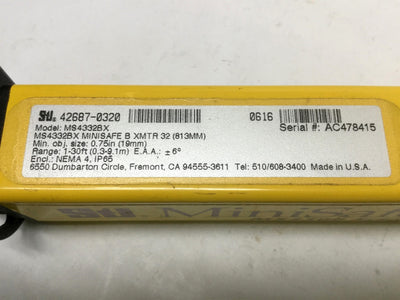 STI 42687-0320 0616
Model: MS4332BX Serial #: AC478415
MS4332BX MINISAFE B XMTR 32 (813MM)
Min. obj. size: 0.75in (19mm)
Range: 1-30ft (0.3-9.1m) E.A.A.: ± 6°
Encl.: NEMA 4, IP65
6550 Dumbarton Circle, Fremont, CA 94555-3611 Tel: 510/608-3400 Made in U.S.A.
STI MiniSaf